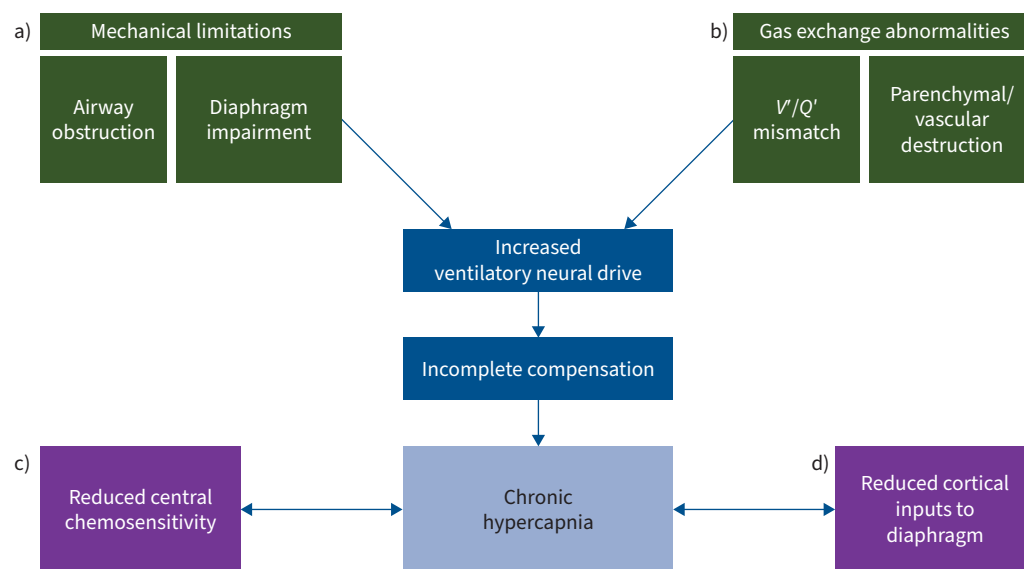 a)
Mechanical limitations
Airway
obstruction
Diaphragm
impairment
b)
Gas exchange abnormalities
V'/Q'
mismatch
Parenchymal/
vascular
destruction
Increased
ventilatory neural drive
Incomplete compensation
c)
Reduced central
chemosensitivity
Chronic
hypercapnia
d)
Reduced cortical
inputs to
diaphragm